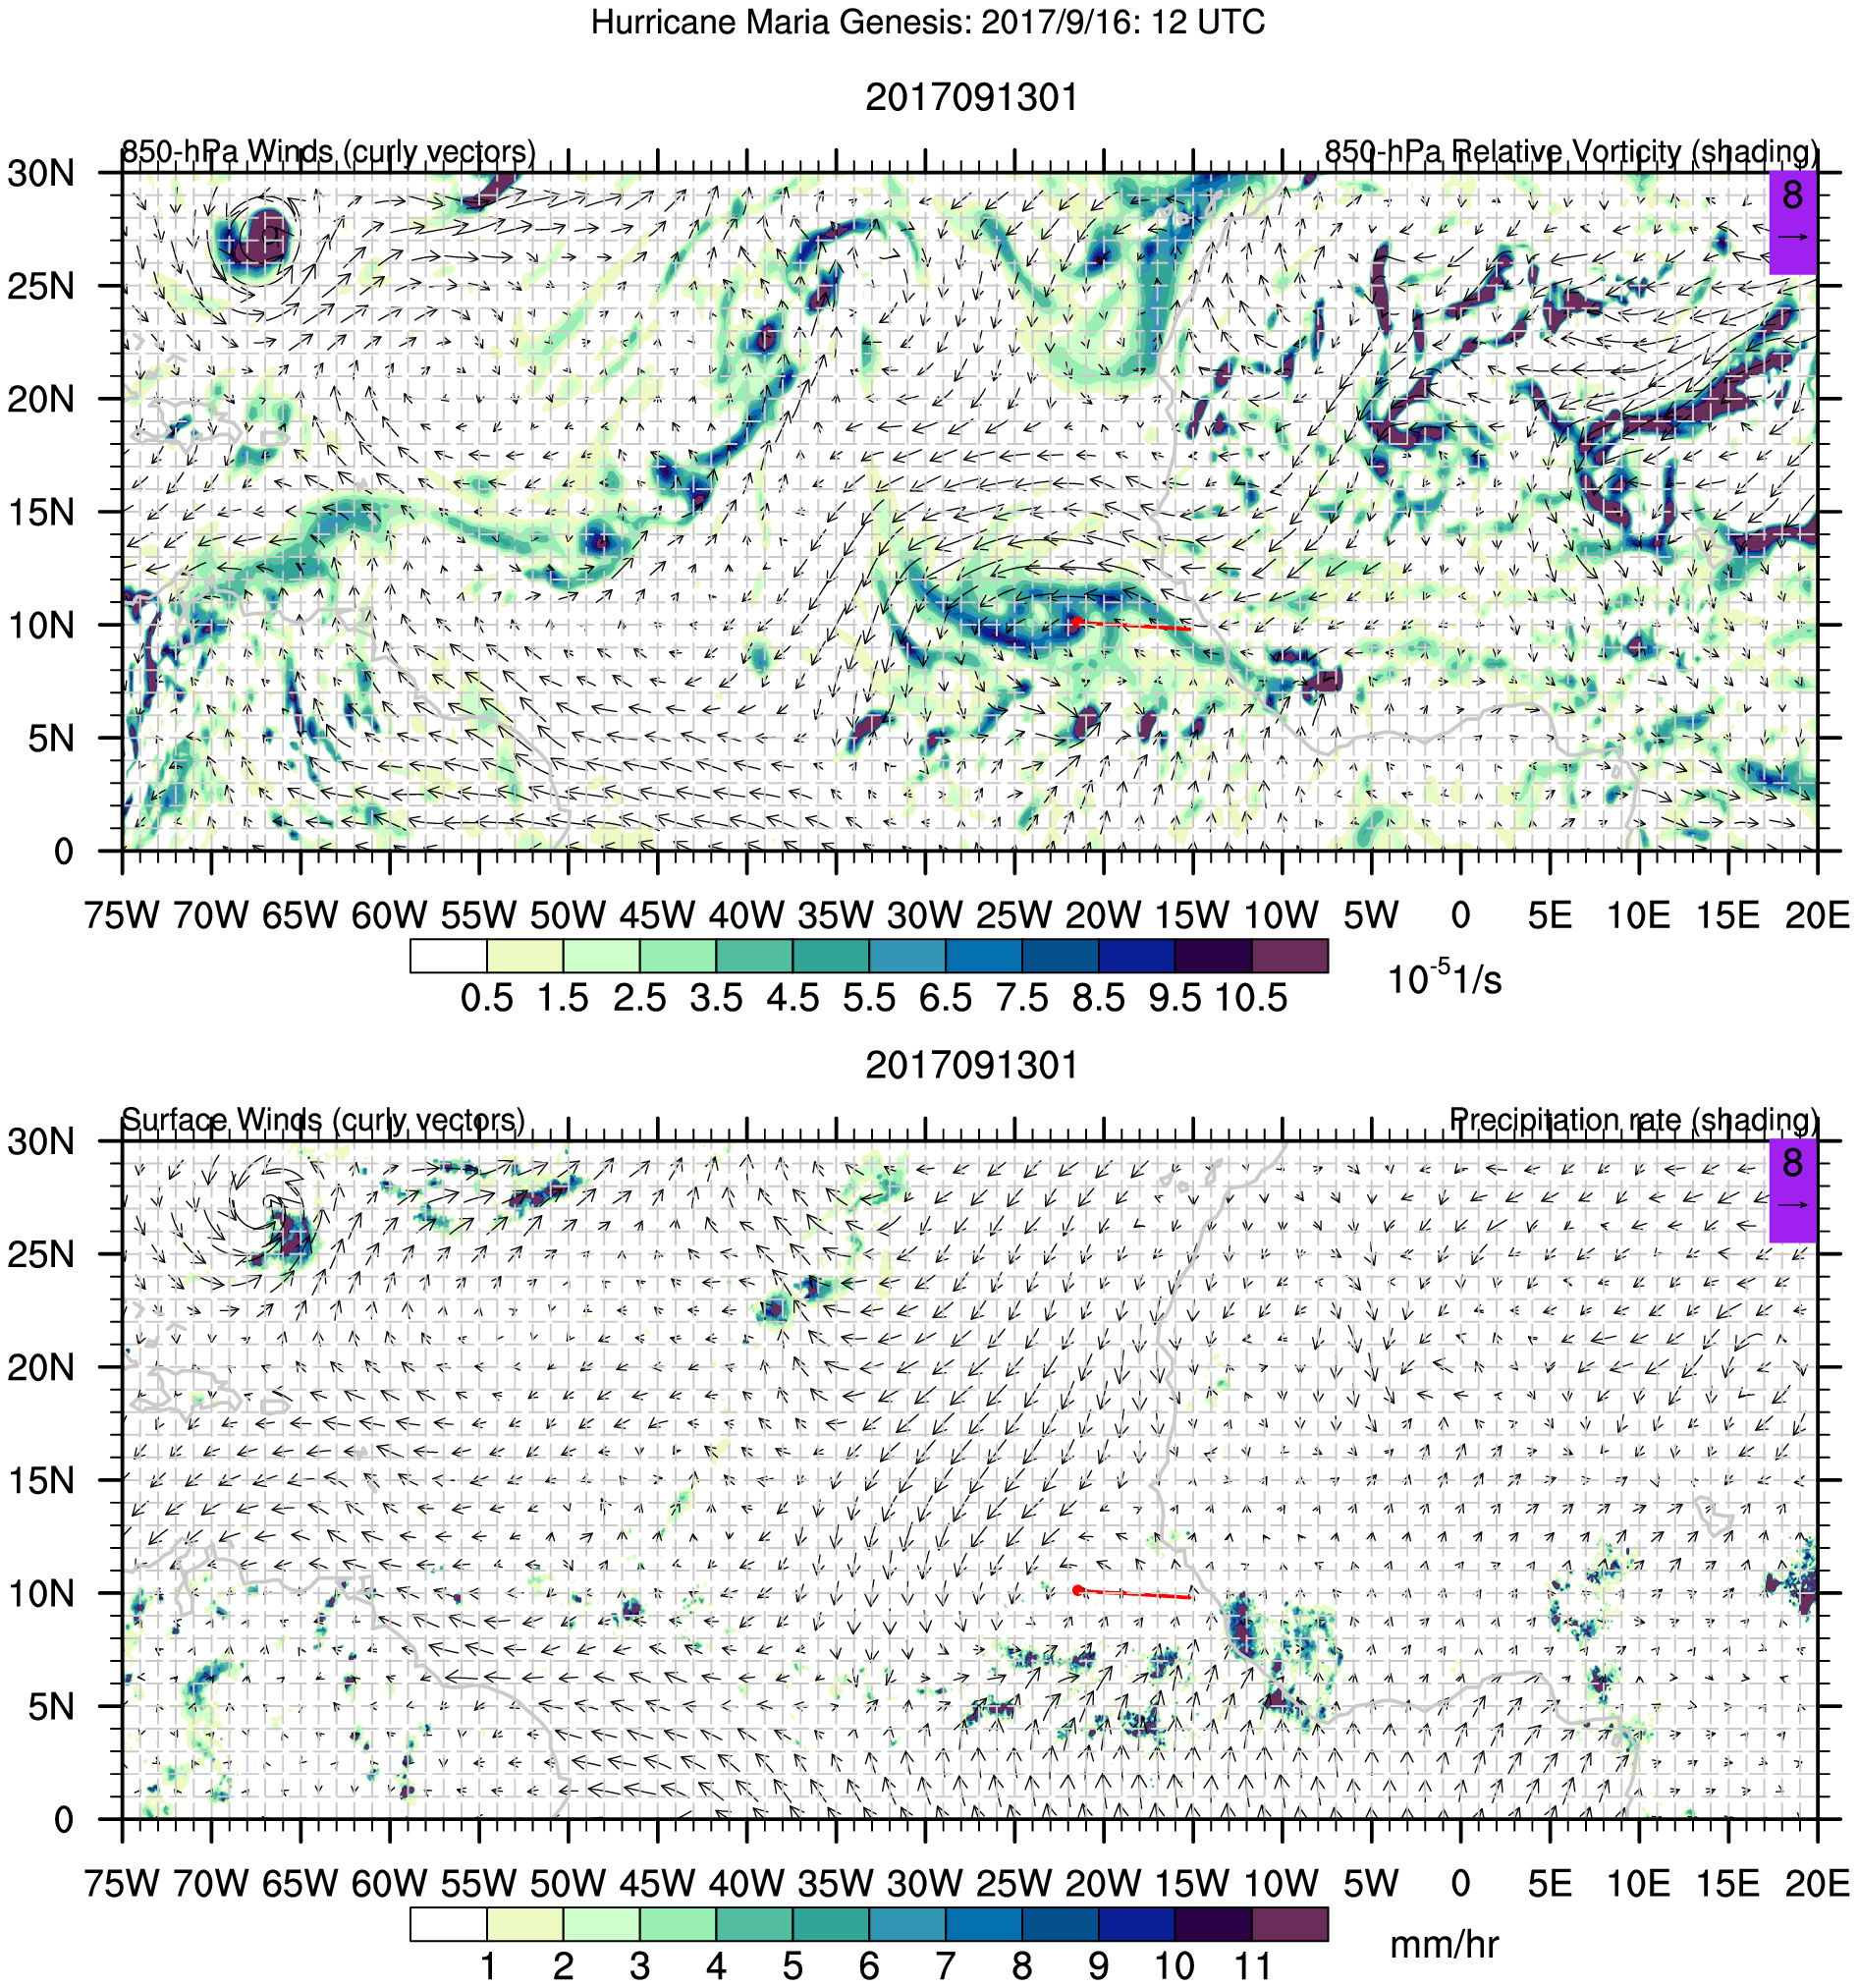 Hurricane Maria Genesis: 2017/9/16: 12 UTC
2017091301
850-hPa Winds (curly vectors)
850-hPa Relative Vorticity (shading)
8
30N
25N
20N
15N
10N
5N
0
75W 70W 65W 60W 55W 50W 45W 40W 35W 30W 25W 20W 15W 10W 5W 0 5E 10E 15E 20E
0.5 1.5 2.5 3.5 4.5 5.5 6.5 7.5 8.5 9.5 10.5
10⁻⁵1/s
2017091301
Surface Winds (curly vectors)
Precipitation rate (shading)
8
30N
25N
20N
15N
10N
5N
0
75W 70W 65W 60W 55W 50W 45W 40W 35W 30W 25W 20W 15W 10W 5W 0 5E 10E 15E 20E
1 2 3 4 5 6 7 8 9 10 11
mm/hr